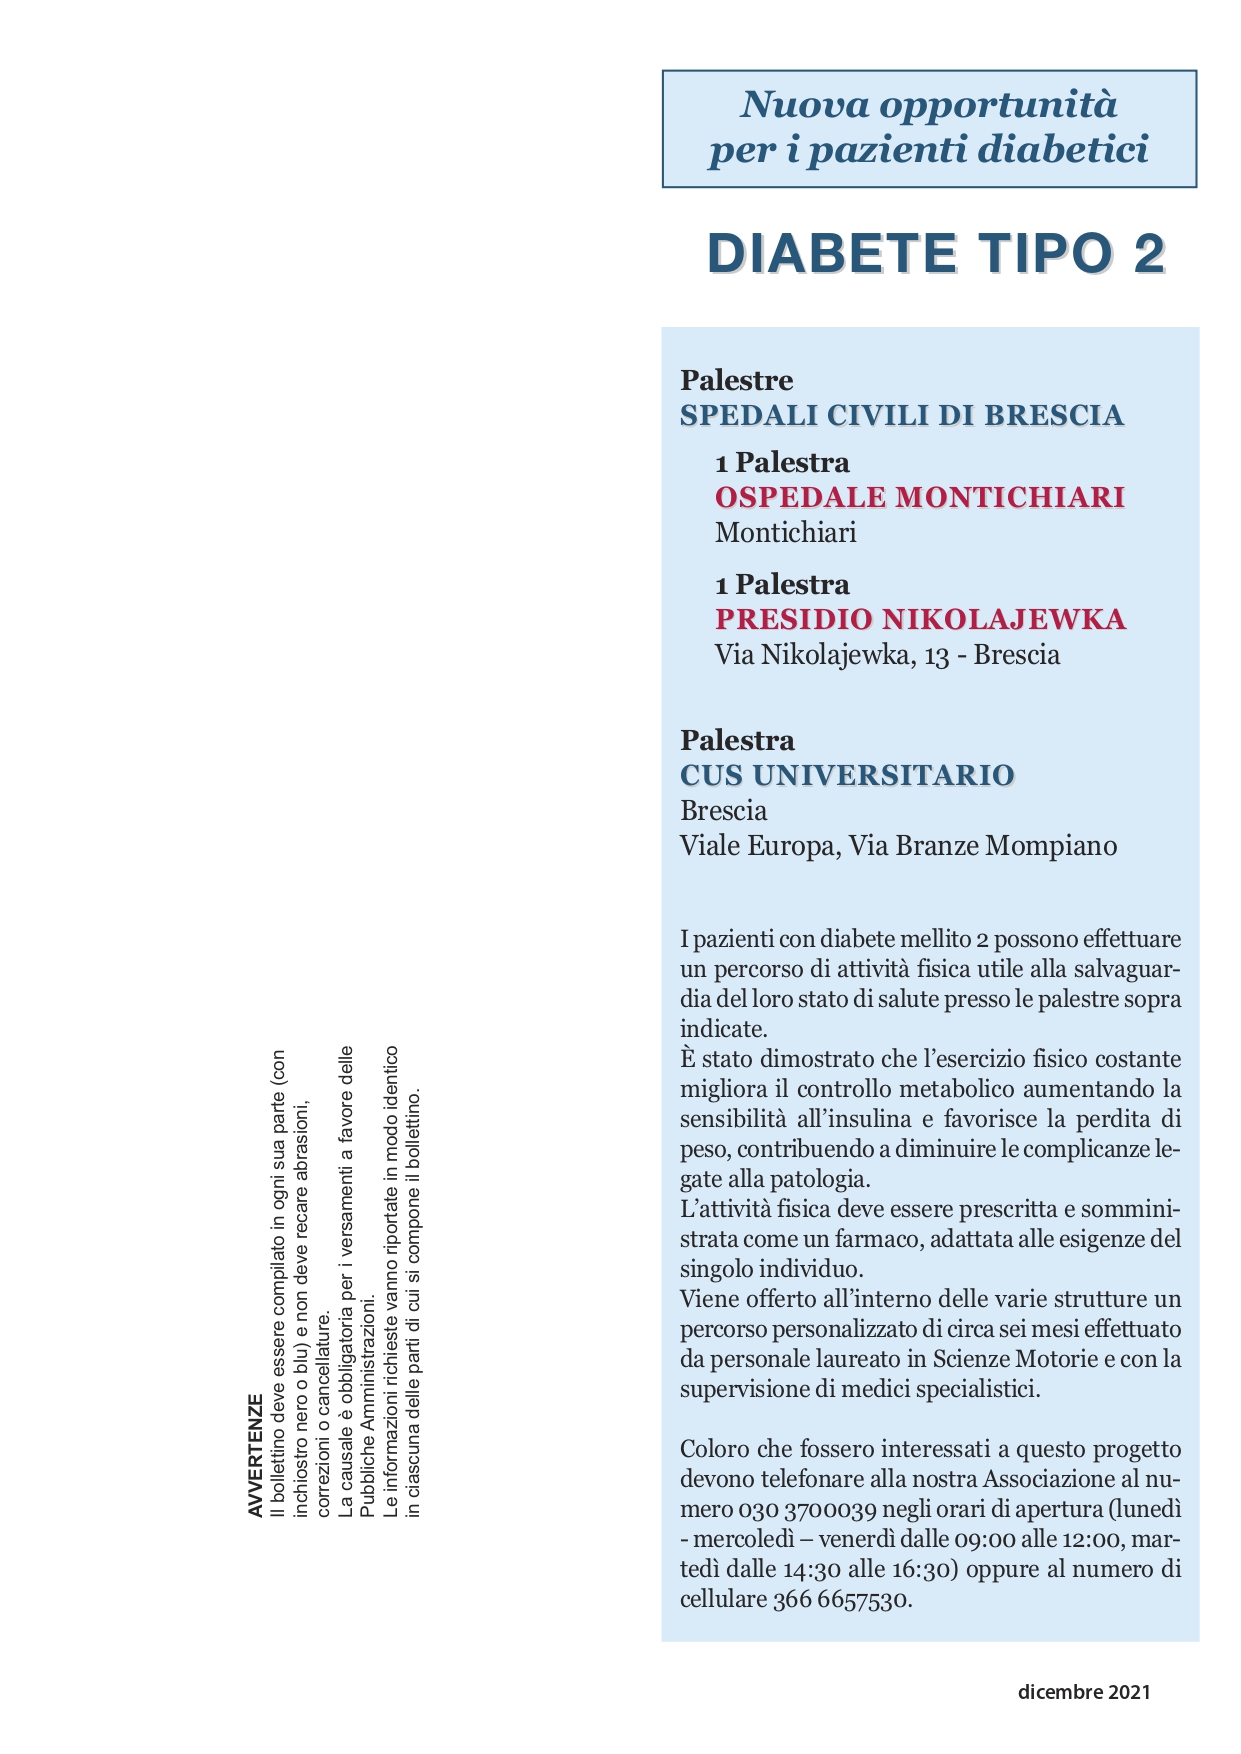 Nuova opportunità
per i pazienti diabetici
DIABETE TIPO 2
Palestre
SPEDALI CIVILI DI BRESCIA
1 Palestra
OSPEDALE MONTICHIARI
Montichiari
1 Palestra
PRESIDIO NIKOLAJEWKA
Via Nikolajewka, 13 - Brescia
Palestra
CUS UNIVERSITARIO
Brescia
Viale Europa, Via Branze Mompiano
I pazienti con diabete mellito 2 possono effettuare
un percorso di attività fisica utile alla salvaguar-
dia del loro stato di salute presso le palestre sopra
indicate.
È stato dimostrato che l’esercizio fisico costante
migliora il controllo metabolico aumentando la
sensibilità all’insulina e favorisce la perdita di
peso, contribuendo a diminuire le complicanze le-
gate alla patologia.
L’attività fisica deve essere prescritta e sommini-
strata come un farmaco, adattata alle esigenze del
singolo individuo.
Viene offerto all’interno delle varie strutture un
percorso personalizzato di circa sei mesi effettuato
da personale laureato in Scienze Motorie e con la
supervisione di medici specialistici.
Coloro che fossero interessati a questo progetto
devono telefonare alla nostra Associazione al nu-
mero 030 3700039 negli orari di apertura (lunedì
- mercoledì – venerdì dalle 09:00 alle 12:00, mar-
tedì dalle 14:30 alle 16:30) oppure al numero di
cellulare 366 6657530.
dicembre 2021
AVVERTENZE
Il bollettino deve essere compilato in ogni sua parte (con
inchiostro nero o blu) e non deve recare abrasioni,
correzioni o cancellature.
La causale è obbligatoria per i versamenti a favore delle
Pubbliche Amministrazioni.
Le informazioni richieste vanno riportate in modo identico
in ciascuna delle parti di cui si compone il bollettino.